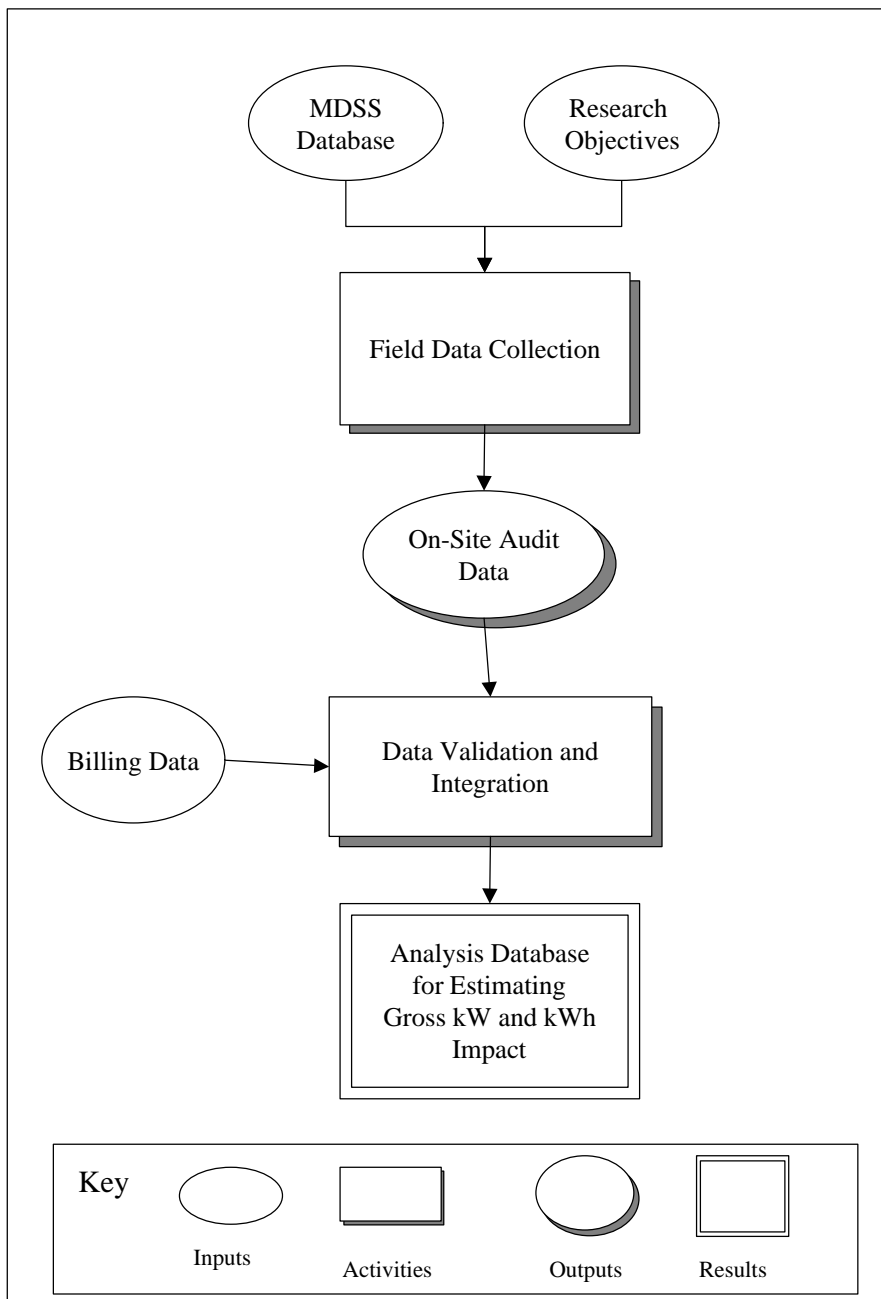 MDSS
Database
Research
Objectives
Field Data Collection
On-Site Audit
Data
Billing Data
Data Validation and
Integration
Analysis Database
for Estimating
Gross kW and kWh
Impact
Key
Inputs
Activities
Outputs
Results